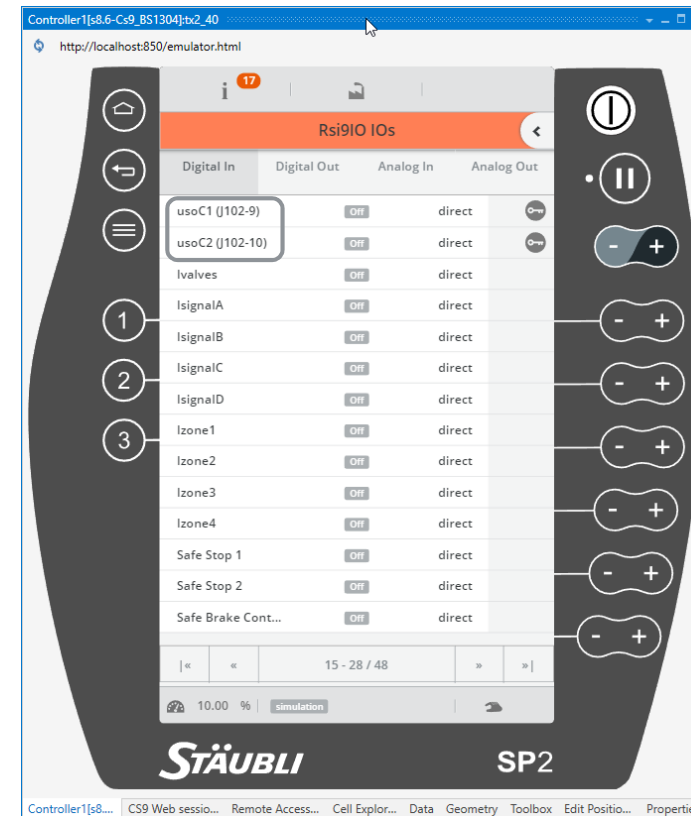 Controller1[s8.6-Cs9_BS1304]:tx2_40
http://localhost:850/emulator.html
i 17
Rsi9IO IOs
Digital In Digital Out Analog In Analog Out
usoC1 (J102-9) Off direct
usoC2 (J102-10) Off direct
Ivalves Off direct
IsignalA Off direct
IsignalB Off direct
IsignalC Off direct
IsignalD Off direct
Izone1 Off direct
Izone2 Off direct
Izone3 Off direct
Izone4 Off direct
Safe Stop 1 Off direct
Safe Stop 2 Off direct
Safe Brake Cont... Off direct
1 - +
2 - +
3 - +
- +
- +
- +
- +
|« « 15 - 28 / 48 » »|
10.00 % simulation
STÄUBLI SP2
Controller1[s8.... CS9 Web sessio... Remote Access... Cell Explor... Data Geometry Toolbox Edit Positio... Propertie